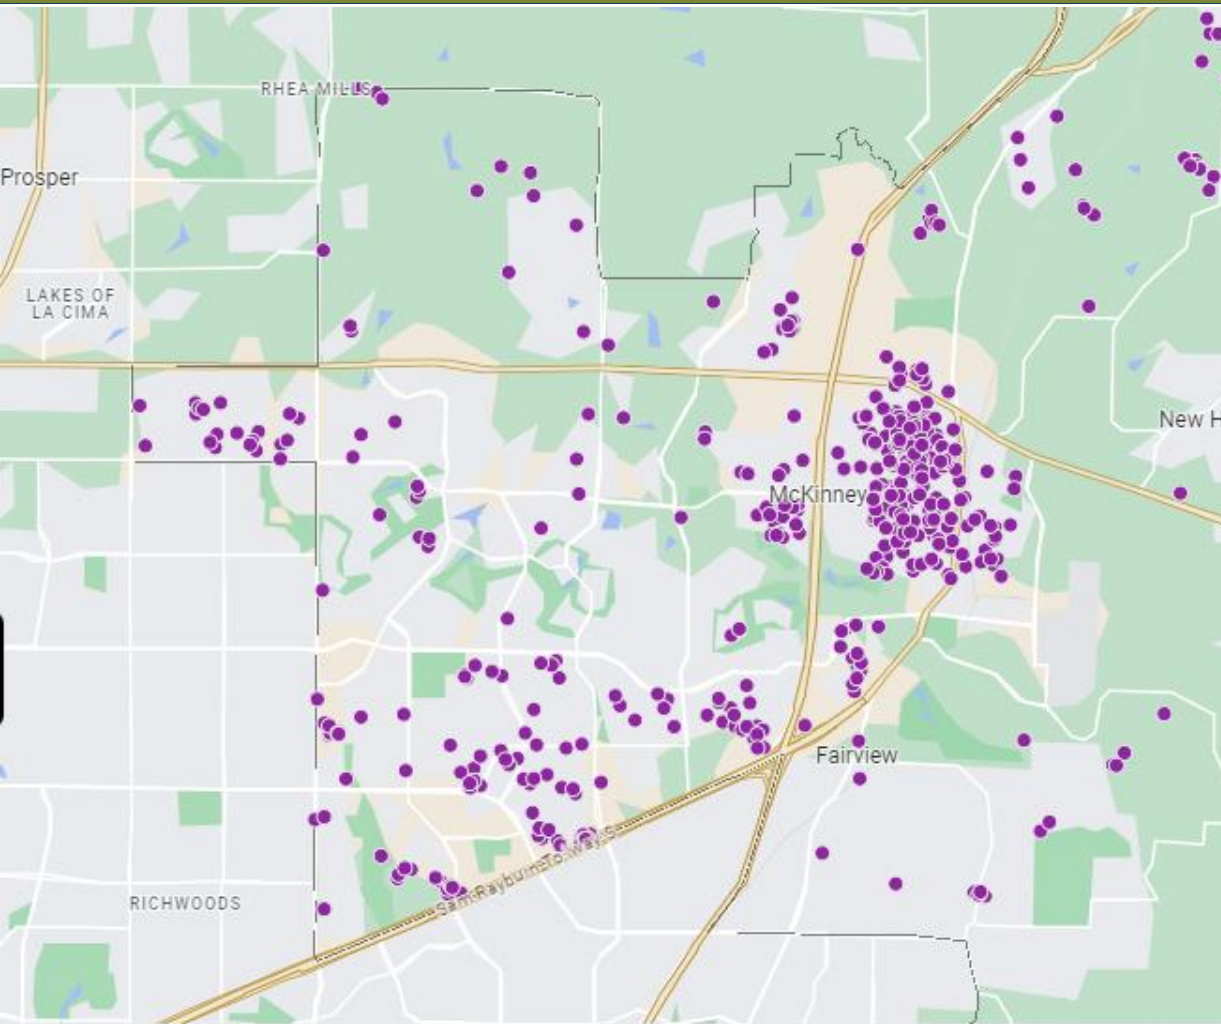 RHEA MILLS
Prosper
LAKES OF
LA CIMA
New H
McKinney
Fairview
Sam Rayburn Tollway S
RICHWOODS